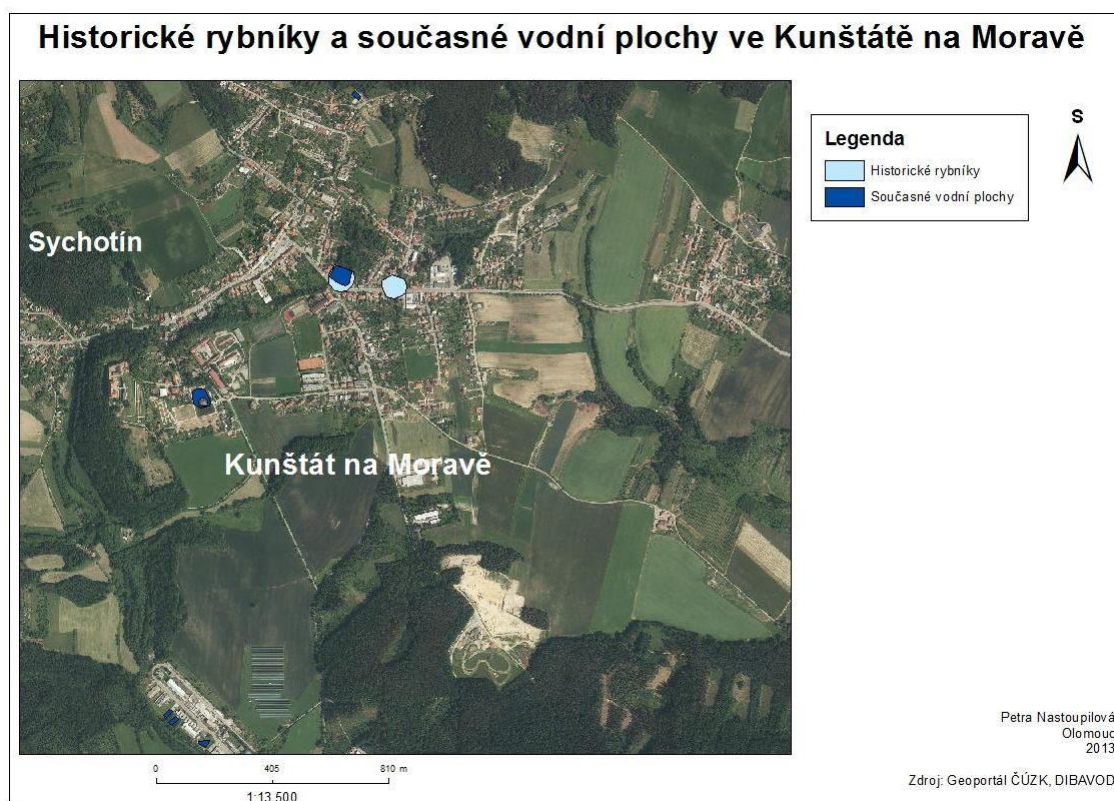 Historické rybníky a současné vodní plochy ve Kunštátě na Moravě
Sychotín
Kunštát na Moravě
Legenda
Historické rybníky
Současné vodní plochy
S
0 405 810 m
1:13 500
Petra Nastoupilová
Olomouc
2013
Zdroj: Geoportál ČÚZK, DIBAVOD